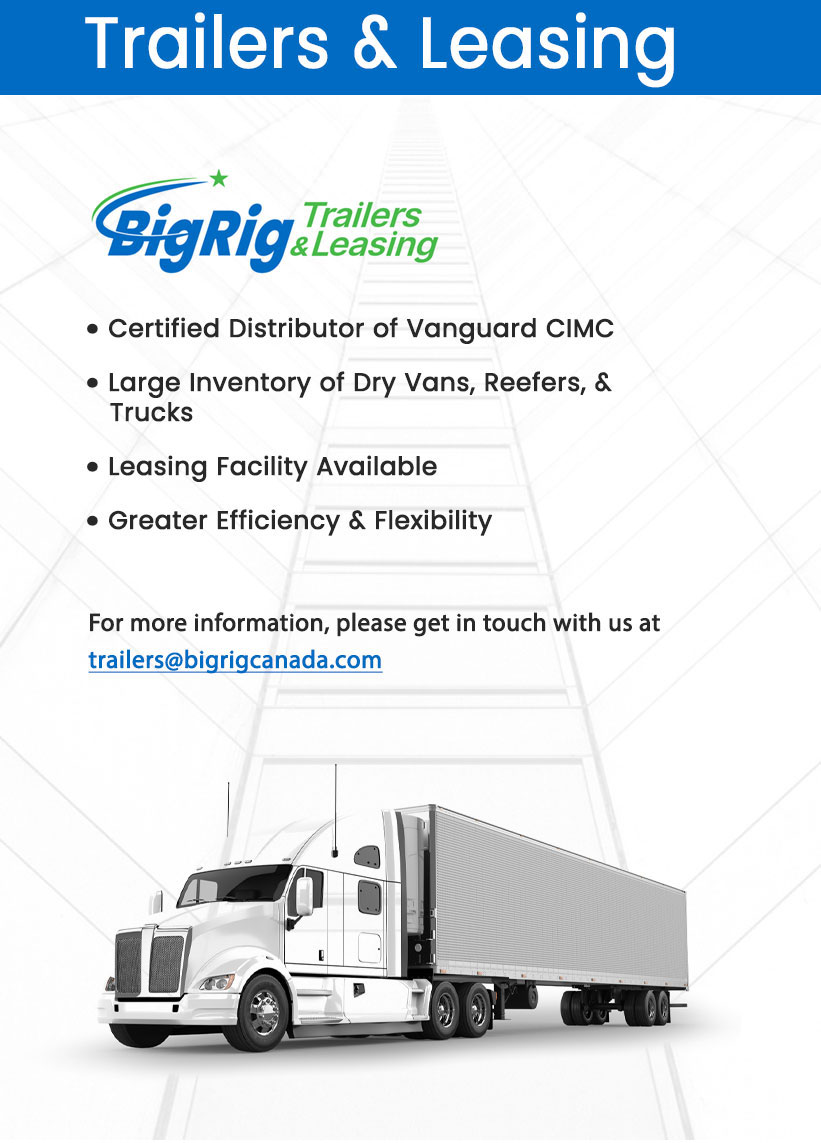 Trailers & Leasing
BigRig Trailers
& Leasing
• Certified Distributor of Vanguard CIMC
• Large Inventory of Dry Vans, Reefers, &
Trucks
• Leasing Facility Available
• Greater Efficiency & Flexibility
For more information, please get in touch with us at
trailers@bigrigcanada.com